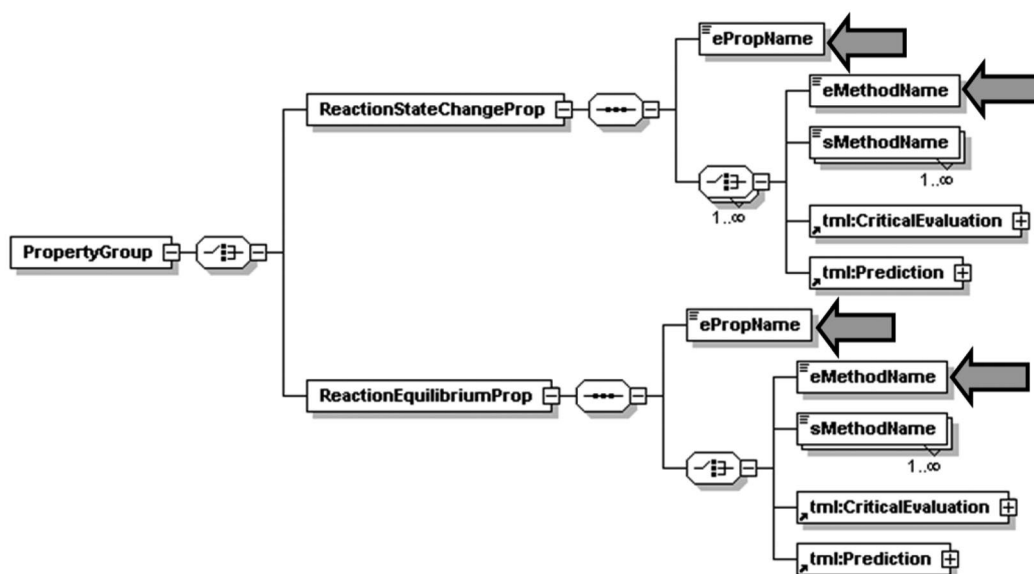 ePropName
eMethodName
ReactionStateChangeProp
sMethodName
1..∞
1..∞
tml:CriticalEvaluation
PropertyGroup
tml:Prediction
ePropName
eMethodName
ReactionEquilibriumProp
sMethodName
1..∞
tml:CriticalEvaluation
tml:Prediction